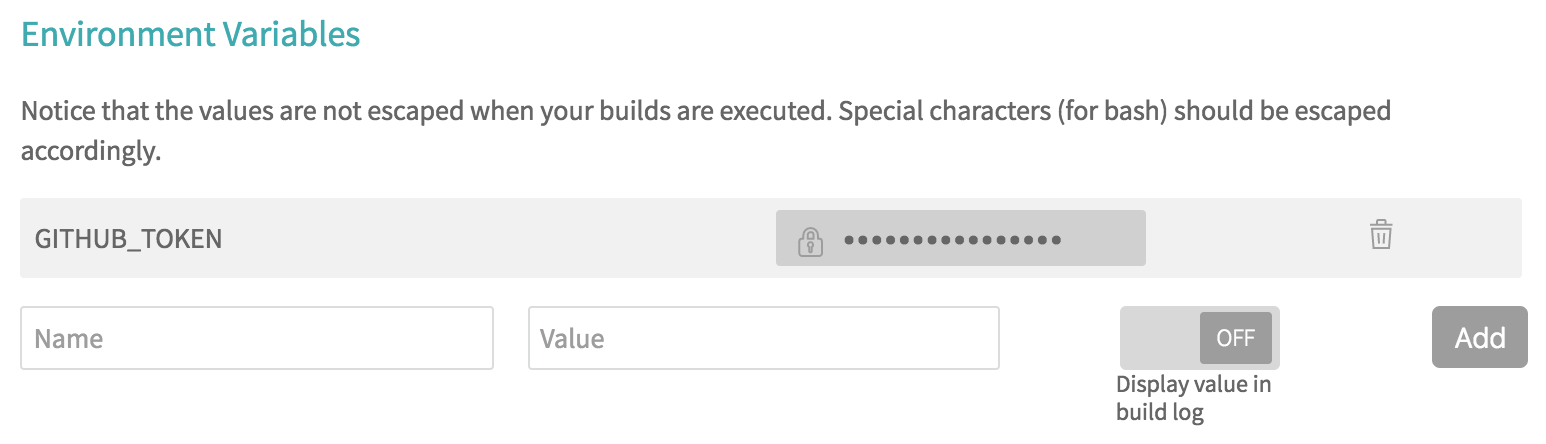 Environment Variables
Notice that the values are not escaped when your builds are executed. Special characters (for bash) should be escaped
accordingly.
GITHUB_TOKEN ••••••••••••••••
Name Value OFF Add
Display value in
build log